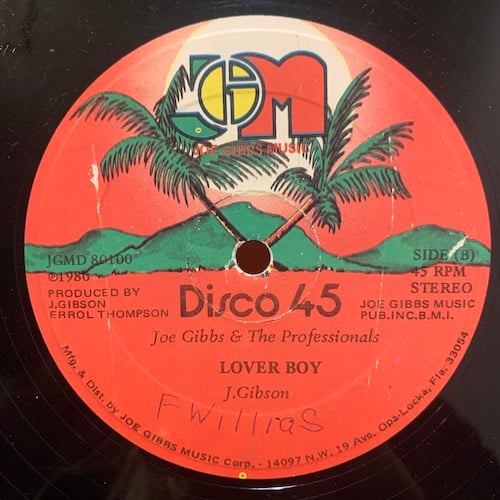 JGM
JOE GIBBS MUSIC
JGMD 80100
©1986
PRODUCED BY
J.GIBSON
ERROL THOMPSON
SIDE (B)
45 RPM
STEREO
JOE GIBBS MUSIC
PUB.INC.B.M.I.
Disco 45
Joe Gibbs & The Professionals
LOVER BOY
J.Gibson
F WilliaS
Mfg. & Dist. by JOE GIBBS MUSIC Corp. - 14097 N.W. 19 Ave. Opa-Locka, Fla. 33054